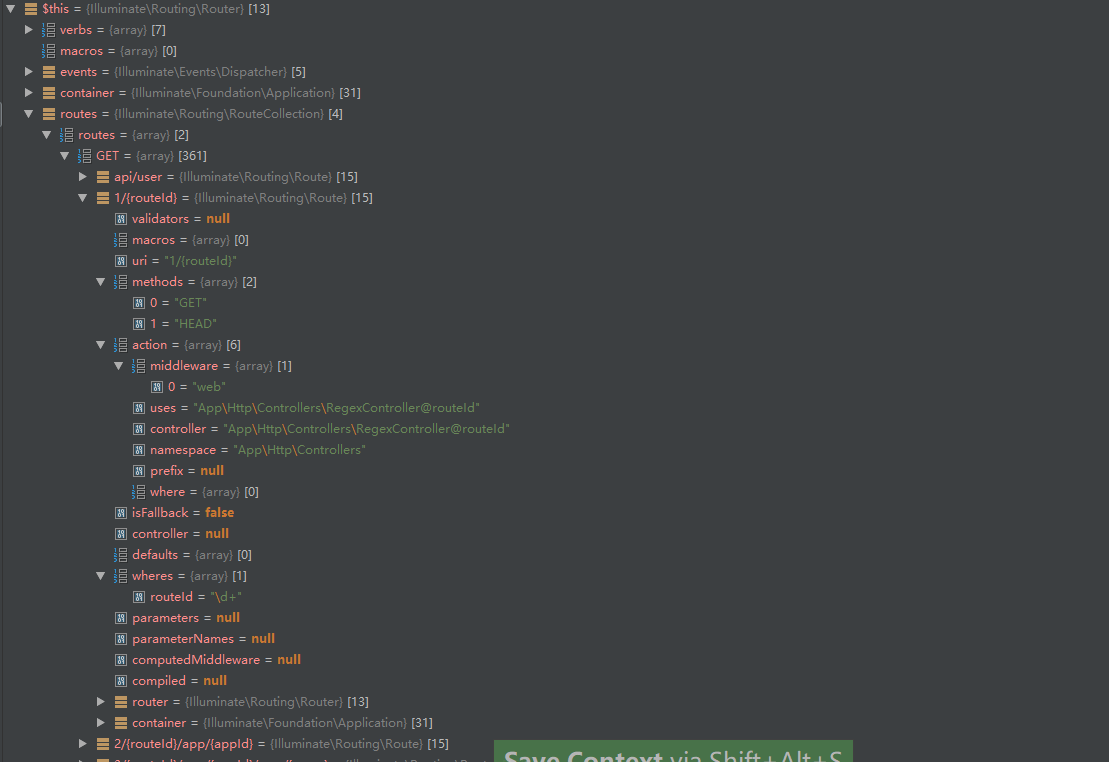 $this = {Illuminate\Routing\Router} [13]
verbs = {array} [7]
macros = {array} [0]
events = {Illuminate\Events\Dispatcher} [5]
container = {Illuminate\Foundation\Application} [31]
routes = {Illuminate\Routing\RouteCollection} [4]
routes = {array} [2]
GET = {array} [361]
api/user = {Illuminate\Routing\Route} [15]
1/{routeId} = {Illuminate\Routing\Route} [15]
validators = null
macros = {array} [0]
uri = "1/{routeId}"
methods = {array} [2]
0 = "GET"
1 = "HEAD"
action = {array} [6]
middleware = {array} [1]
0 = "web"
uses = "App\Http\Controllers\RegexController@routeId"
controller = "App\Http\Controllers\RegexController@routeId"
namespace = "App\Http\Controllers"
prefix = null
where = {array} [0]
isFallback = false
controller = null
defaults = {array} [0]
wheres = {array} [1]
routeId = "\d+"
parameters = null
parameterNames = null
computedMiddleware = null
compiled = null
router = {Illuminate\Routing\Router} [13]
container = {Illuminate\Foundation\Application} [31]
2/{routeId}/app/{appId} = {Illuminate\Routing\Route} [15]
Save Context via Shift+Alt+S